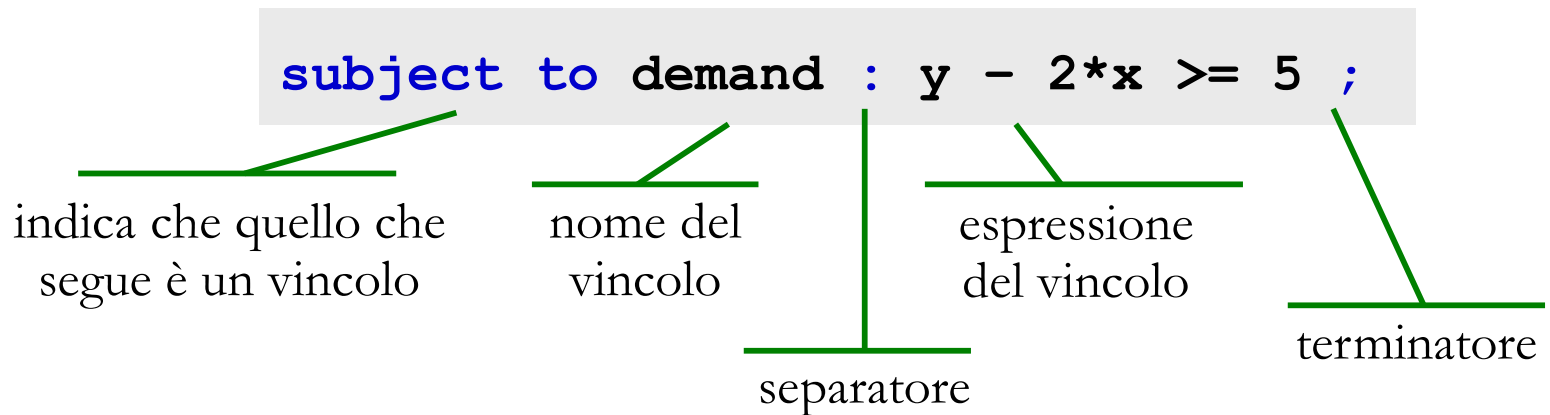 subject to demand : y - 2*x >= 5 ;
indica che quello che
segue è un vincolo
nome del
vincolo
separatore
espressione
del vincolo
terminatore